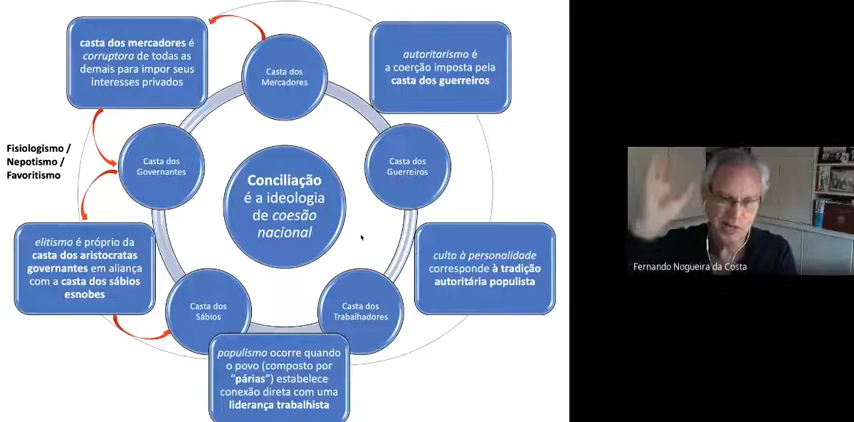 casta dos mercadores é
corruptora de todas as
demais para impor seus
interesses privados
Casta dos
Mercadores
autoritarismo é
a coerção imposta pela
casta dos guerreiros
Fisiologismo /
Nepotismo /
Favoritismo
Casta dos
Governantes
Conciliação
é a ideologia
de coesão
nacional
Casta dos
Guerreiros
elitismo é próprio da
casta dos aristocratas
governantes em aliança
com a casta dos sábios
esnobes
culto à personalidade
corresponde à tradição
autoritária populista
Casta dos
Sábios
Casta dos
Trabalhadores
populismo ocorre quando
o povo (composto por
“párias”) estabelece
conexão direta com uma
liderança trabalhista
Fernando Nogueira da Costa